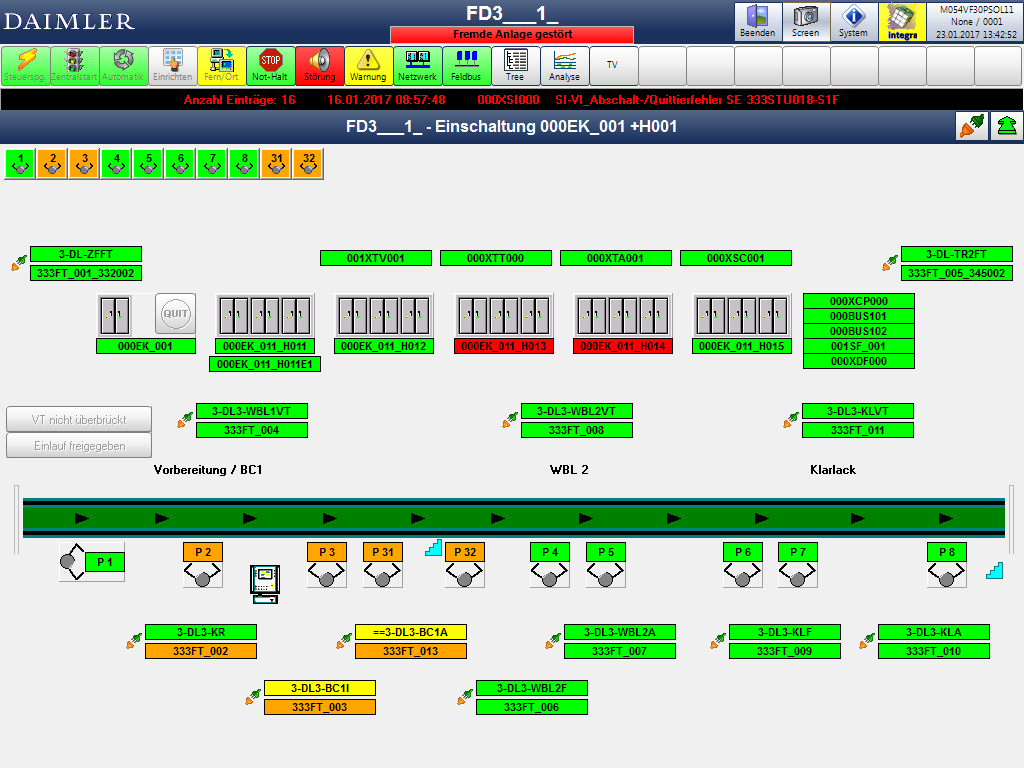 DAIMLER
FD3___1_
Fremde Anlage gestört
Beenden
Screen
System
Integra
M054VF30PSOL11
None / 0001
23.01.2017 13:42:52
Steuerspg.
Zentralstart
Automatik
Einrichten
Fern/Ort
STOP
Not-Halt
Störung
Warnung
Netzwerk
Feldbus
Tree
Analyse
TV
Anzahl Einträge: 16 16.01.2017 08:57:48 000XSI000 SI-VI_Abschalt-/Quittierfehler SE 333STU018-S1F
FD3___1_ - Einschaltung 000EK_001 +H001
1 2 3 4 5 6 7 8 31 32
3-DL-ZFFT
333FT_001_332002
001XTV001
000XTT000
000XTA001
000XSC001
3-DL-TR2FT
333FT_005_345002
QUIT
000EK_001
000EK_011_H011
000EK_011_H011E1
000EK_011_H012
000EK_011_H013
000EK_011_H014
000EK_011_H015
000XCP000
000BUS101
000BUS102
001SF_001
000XDF000
VT nicht überbrückt
Einlauf freigegeben
3-DL3-WBL1VT
333FT_004
3-DL3-WBL2VT
333FT_008
3-DL3-KLVT
333FT_011
Vorbereitung / BC1
WBL 2
Klarlack
P 1
P 2
P 3
P 31
P 32
P 4
P 5
P 6
P 7
P 8
3-DL3-KR
333FT_002
==3-DL3-BC1A
333FT_013
3-DL3-WBL2A
333FT_007
3-DL3-KLF
333FT_009
3-DL3-KLA
333FT_010
3-DL3-BC1I
333FT_003
3-DL3-WBL2F
333FT_006